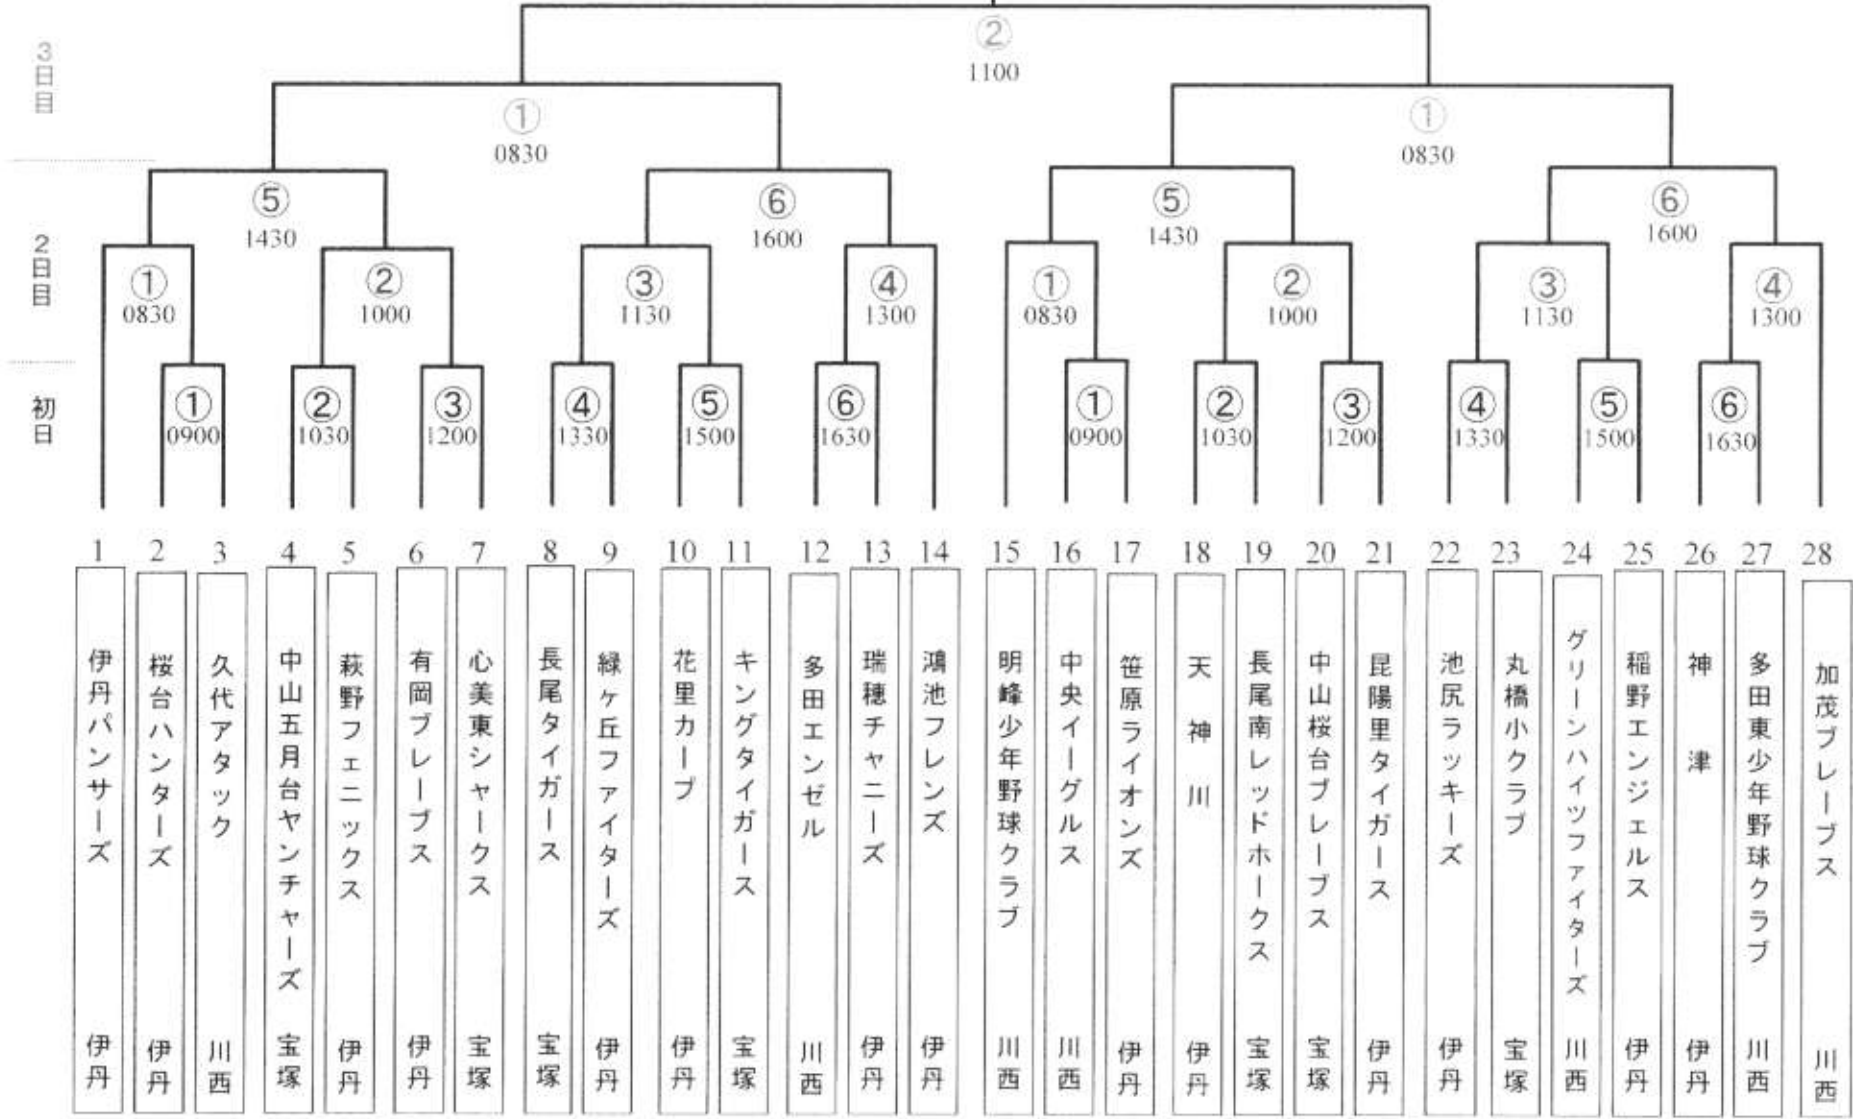 ②
1100
3日目
①
0830
①
0830
⑤
1430
⑥
1600
⑤
1430
⑥
1600
2日目
①
0830
②
1000
③
1130
④
1300
①
0830
②
1000
③
1130
④
1300
初日
①
0900
②
1030
③
1200
④
1330
⑤
1500
⑥
1630
①
0900
②
1030
③
1200
④
1330
⑤
1500
⑥
1630
1 伊丹パンサーズ 伊丹
2 桜台ハンターズ 伊丹
3 久代アタック 川西
4 中山五月台ヤンチャーズ 宝塚
5 萩野フェニックス 伊丹
6 有岡ブレーブス 伊丹
7 心美東シャークス 宝塚
8 長尾タイガース 宝塚
9 緑ヶ丘ファイターズ 伊丹
10 花里カープ 伊丹
11 キングタイガース 宝塚
12 多田エンゼル 川西
13 瑞穂チャニーズ 伊丹
14 鴻池フレンズ 伊丹
15 明峰少年野球クラブ 川西
16 中央イーグルス 川西
17 笹原ライオンズ 伊丹
18 天神川 伊丹
19 長尾南レッドホークス 宝塚
20 中山桜台ブレーブス 宝塚
21 昆陽里タイガース 伊丹
22 池尻ラッキーズ 伊丹
23 丸橋小クラブ 宝塚
24 グリーンハイツファイターズ 川西
25 稲野エンジェルス 伊丹
26 神津 伊丹
27 多田東少年野球クラブ 川西
28 加茂ブレーブス 川西